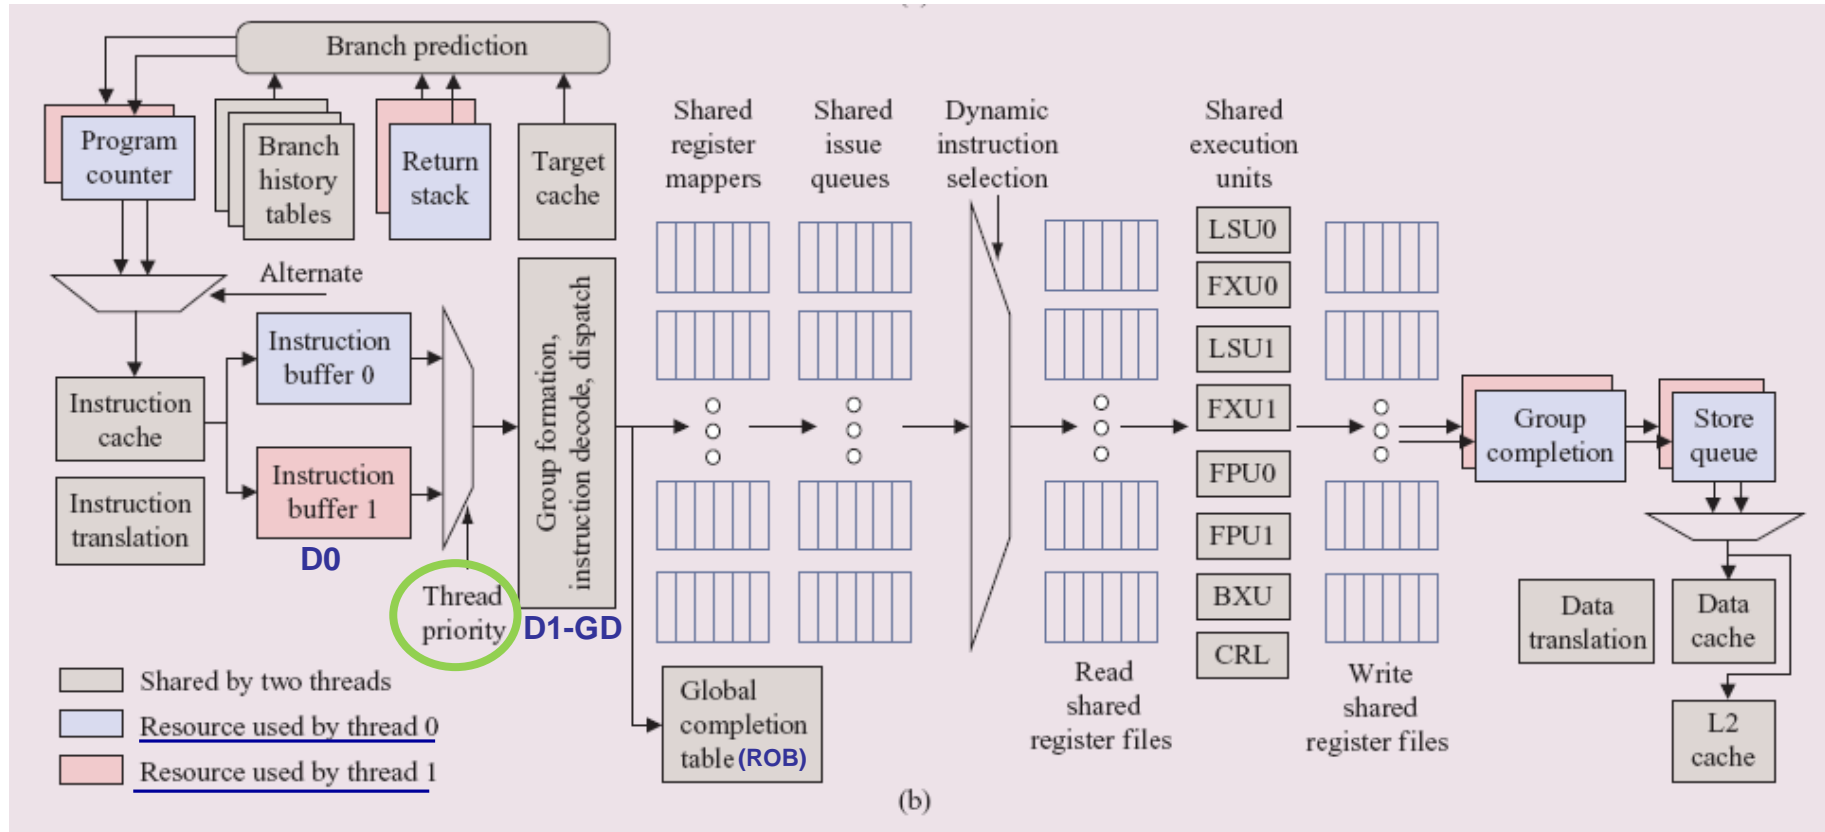 Branch prediction
Program
counter
Branch
history
tables
Return
stack
Target
cache
Shared
register
mappers
Shared
issue
queues
Dynamic
instruction
selection
Shared
execution
units
Alternate
Instruction
cache
Instruction
translation
Instruction
buffer 0
Instruction
buffer 1
D0
Thread
priority
Group formation,
instruction decode, dispatch
D1-GD
LSU0
FXU0
LSU1
FXU1
FPU0
FPU1
BXU
CRL
Group
completion
Store
queue
Data
translation
Data
cache
L2
cache
Read
shared
register files
Write
shared
register files
Global
completion
table (ROB)
Shared by two threads
Resource used by thread 0
Resource used by thread 1
(b)